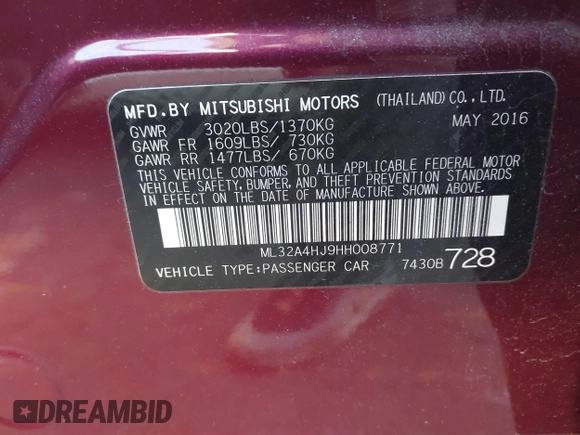 MFD.BY MITSUBISHI MOTORS (THAILAND)CO.,LTD.
GVWR 3020LBS/1370KG MAY 2016
GAWR FR 1609LBS/ 730KG
GAWR RR 1477LBS/ 670KG
THIS VEHICLE CONFORMS TO ALL APPLICABLE FEDERAL MOTOR
VEHICLE SAFETY, BUMPER, AND THEFT PREVENTION STANDARDS
IN EFFECT ON THE DATE OF MANUFACTURE SHOWN ABOVE.
ML32A4HJ9HH008771
VEHICLE TYPE:PASSENGER CAR 7430B 728
DREAMBID